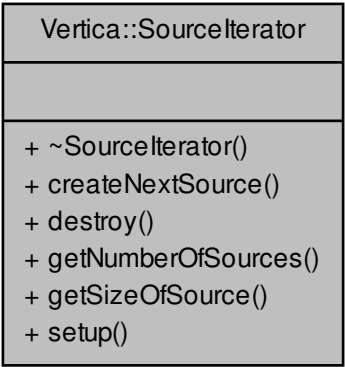 Vertica::SourceIterator
+ ~SourceIterator()
+ createNextSource()
+ destroy()
+ getNumberOfSources()
+ getSizeOfSource()
+ setup()